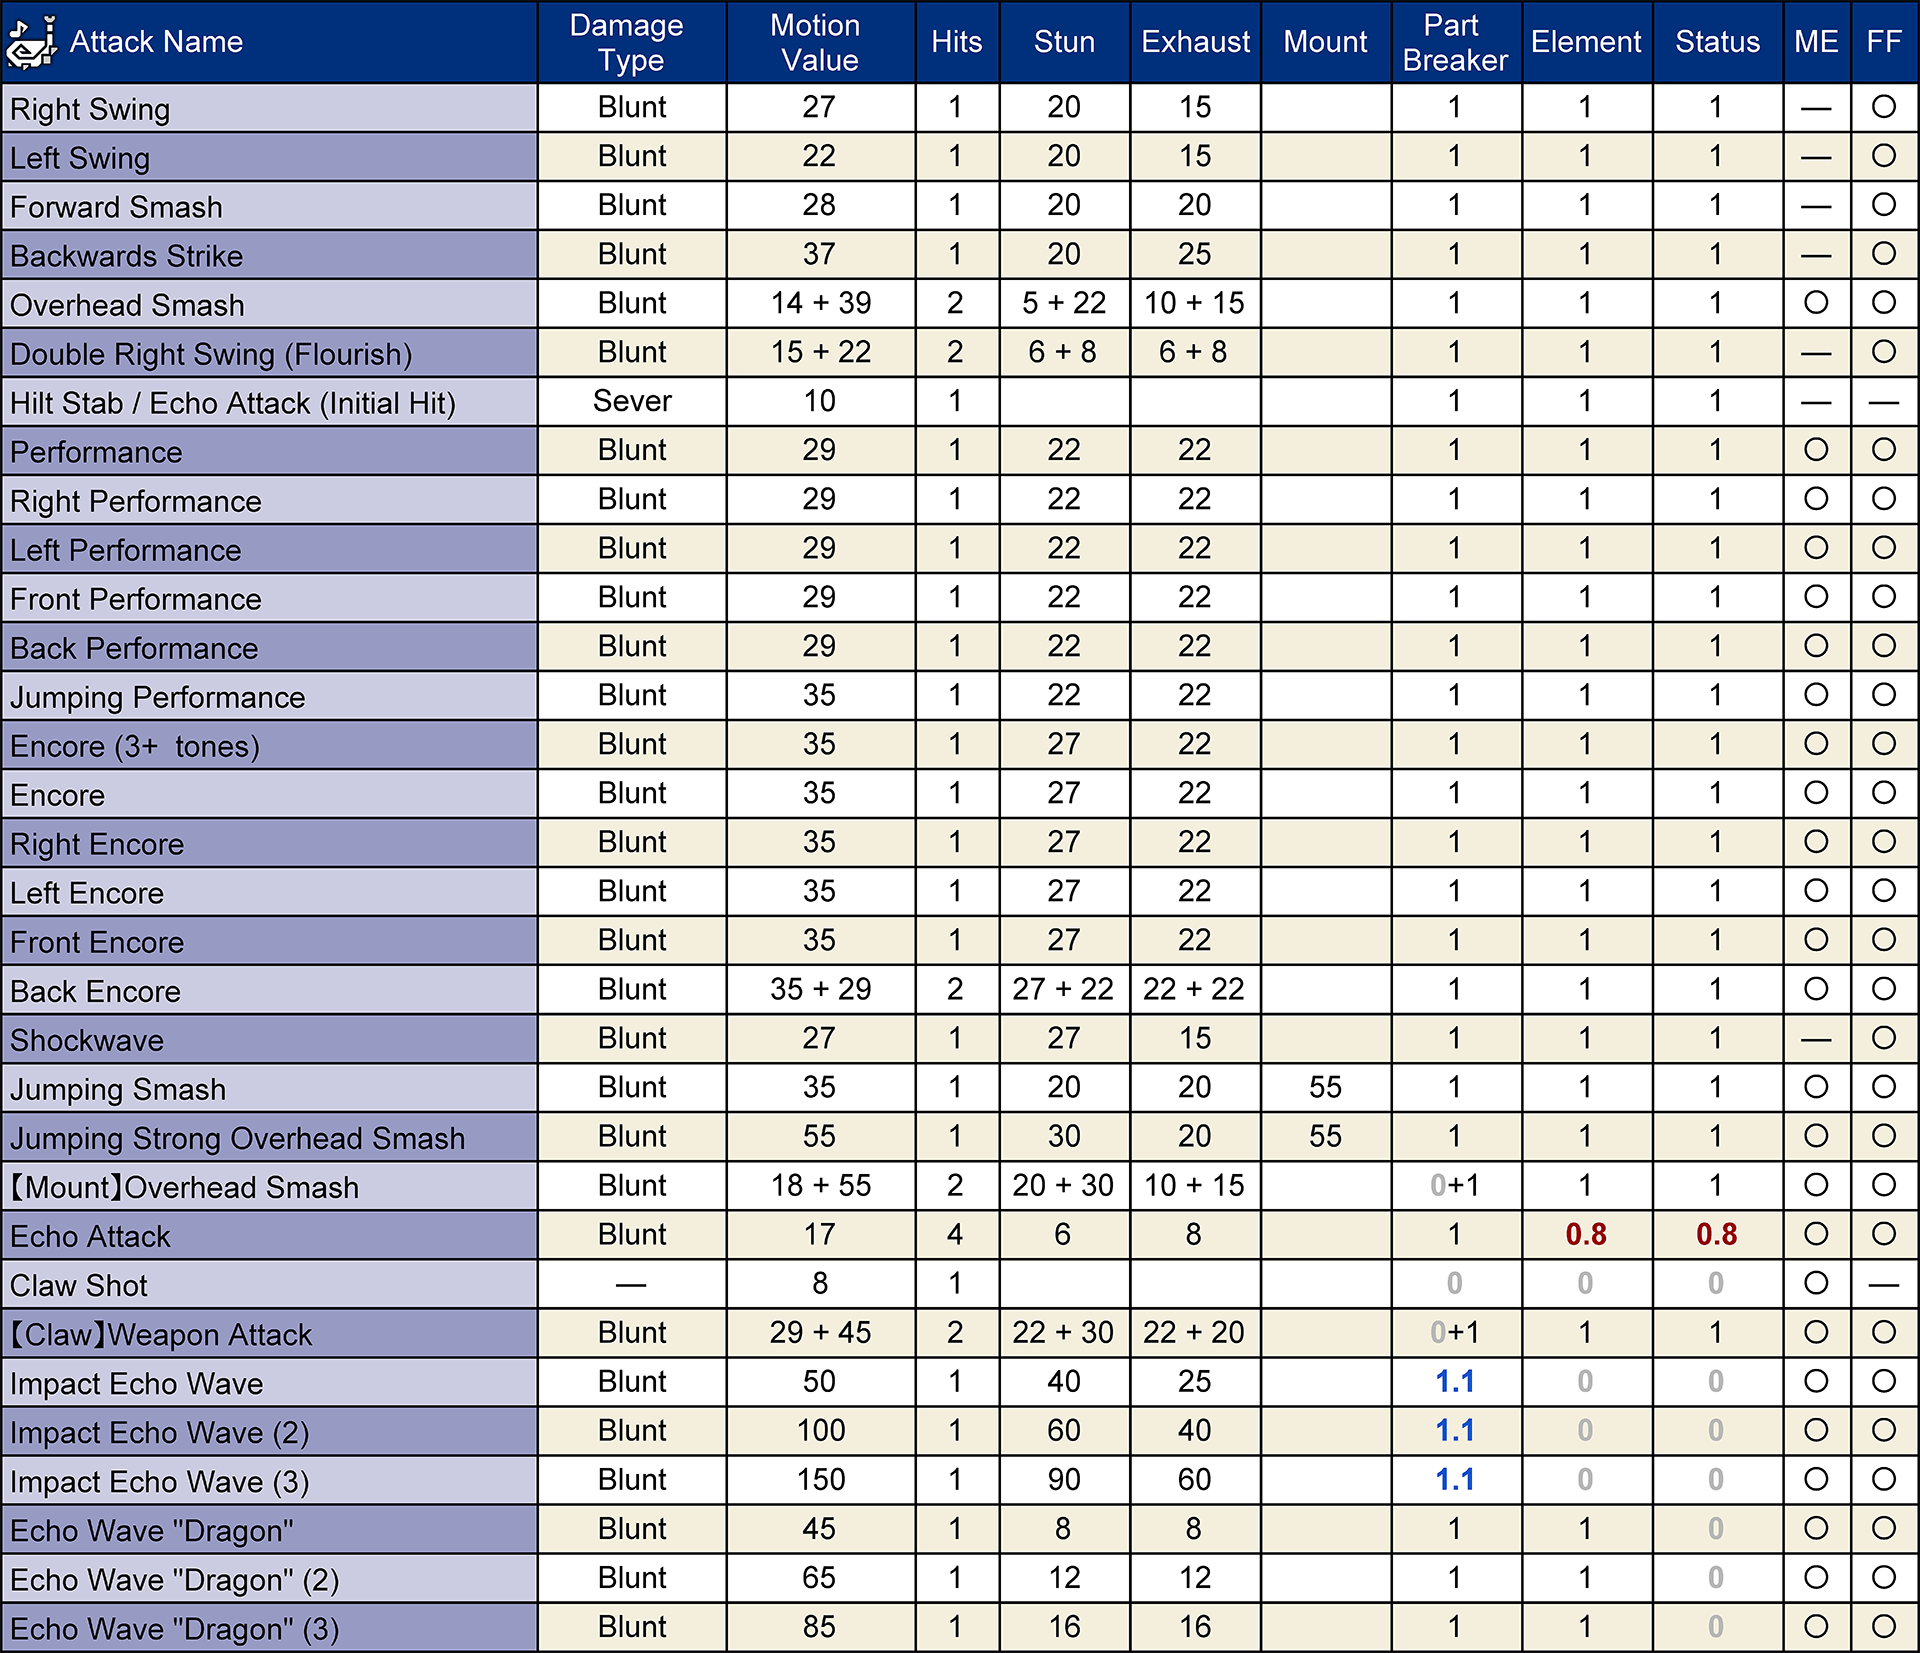 Attack Name Damage Type Motion Value Hits Stun Exhaust Mount Part Breaker Element Status ME FF
Right Swing Blunt 27 1 20 15 1 1 1 — ○
Left Swing Blunt 22 1 20 15 1 1 1 — ○
Forward Smash Blunt 28 1 20 20 1 1 1 — ○
Backwards Strike Blunt 37 1 20 25 1 1 1 — ○
Overhead Smash Blunt 14 + 39 2 5 + 22 10 + 15 1 1 1 ○ ○
Double Right Swing (Flourish) Blunt 15 + 22 2 6 + 8 6 + 8 1 1 1 — ○
Hilt Stab / Echo Attack (Initial Hit) Sever 10 1 1 1 1 — —
Performance Blunt 29 1 22 22 1 1 1 ○ ○
Right Performance Blunt 29 1 22 22 1 1 1 ○ ○
Left Performance Blunt 29 1 22 22 1 1 1 ○ ○
Front Performance Blunt 29 1 22 22 1 1 1 ○ ○
Back Performance Blunt 29 1 22 22 1 1 1 ○ ○
Jumping Performance Blunt 35 1 22 22 1 1 1 ○ ○
Encore (3+  tones) Blunt 35 1 27 22 1 1 1 ○ ○
Encore Blunt 35 1 27 22 1 1 1 ○ ○
Right Encore Blunt 35 1 27 22 1 1 1 ○ ○
Left Encore Blunt 35 1 27 22 1 1 1 ○ ○
Front Encore Blunt 35 1 27 22 1 1 1 ○ ○
Back Encore Blunt 35 + 29 2 27 + 22 22 + 22 1 1 1 ○ ○
Shockwave Blunt 27 1 27 15 1 1 1 — ○
Jumping Smash Blunt 35 1 20 20 55 1 1 1 ○ ○
Jumping Strong Overhead Smash Blunt 55 1 30 20 55 1 1 1 ○ ○
【Mount】Overhead Smash Blunt 18 + 55 2 20 + 30 10 + 15 0+1 1 1 ○ ○
Echo Attack Blunt 17 4 6 8 1 0.8 0.8 ○ ○
Claw Shot — 8 1 0 0 0 ○ —
【Claw】Weapon Attack Blunt 29 + 45 2 22 + 30 22 + 20 0+1 1 1 ○ ○
Impact Echo Wave Blunt 50 1 40 25 1.1 0 0 ○ ○
Impact Echo Wave (2) Blunt 100 1 60 40 1.1 0 0 ○ ○
Impact Echo Wave (3) Blunt 150 1 90 60 1.1 0 0 ○ ○
Echo Wave "Dragon" Blunt 45 1 8 8 1 1 0 ○ ○
Echo Wave "Dragon" (2) Blunt 65 1 12 12 1 1 0 ○ ○
Echo Wave "Dragon" (3) Blunt 85 1 16 16 1 1 0 ○ ○